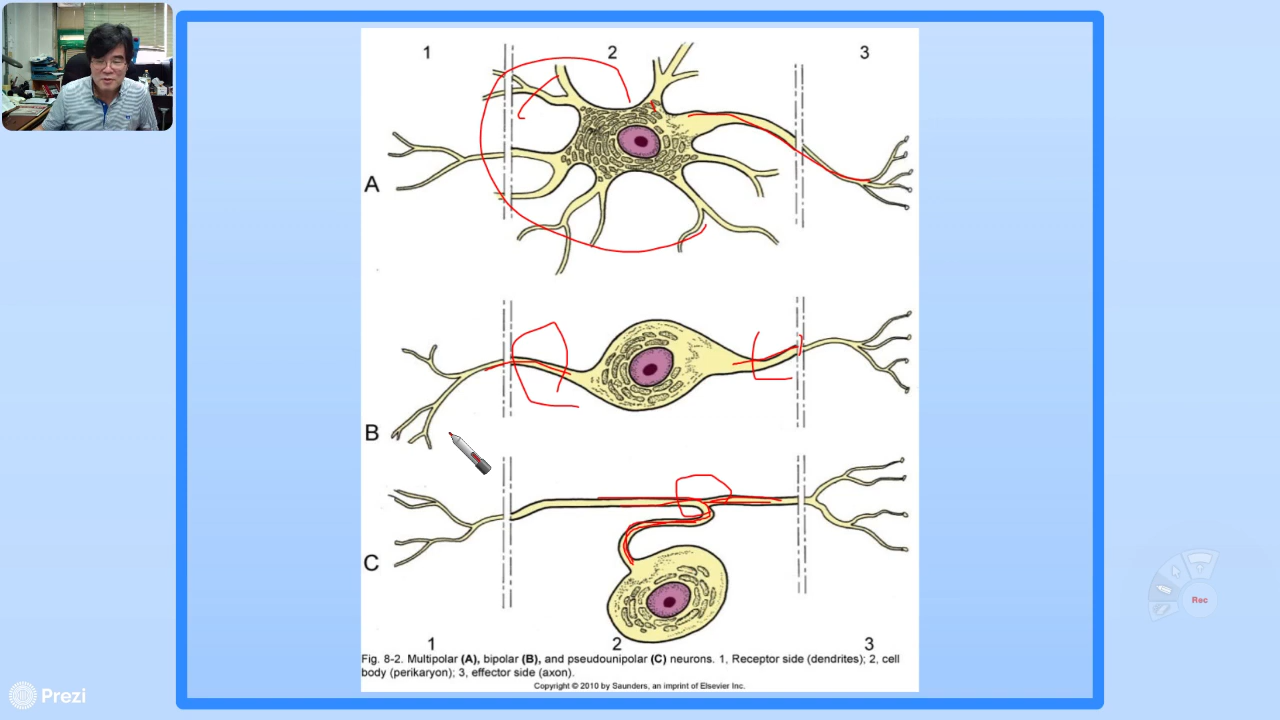 1 2 3
A
B
C
1 2 3
Fig. 8-2. Multipolar (A), bipolar (B), and pseudounipolar (C) neurons. 1, Receptor side (dendrites); 2, cell
body (perikaryon); 3, effector side (axon).
Copyright © 2010 by Saunders, an imprint of Elsevier Inc.
Rec
Prezi